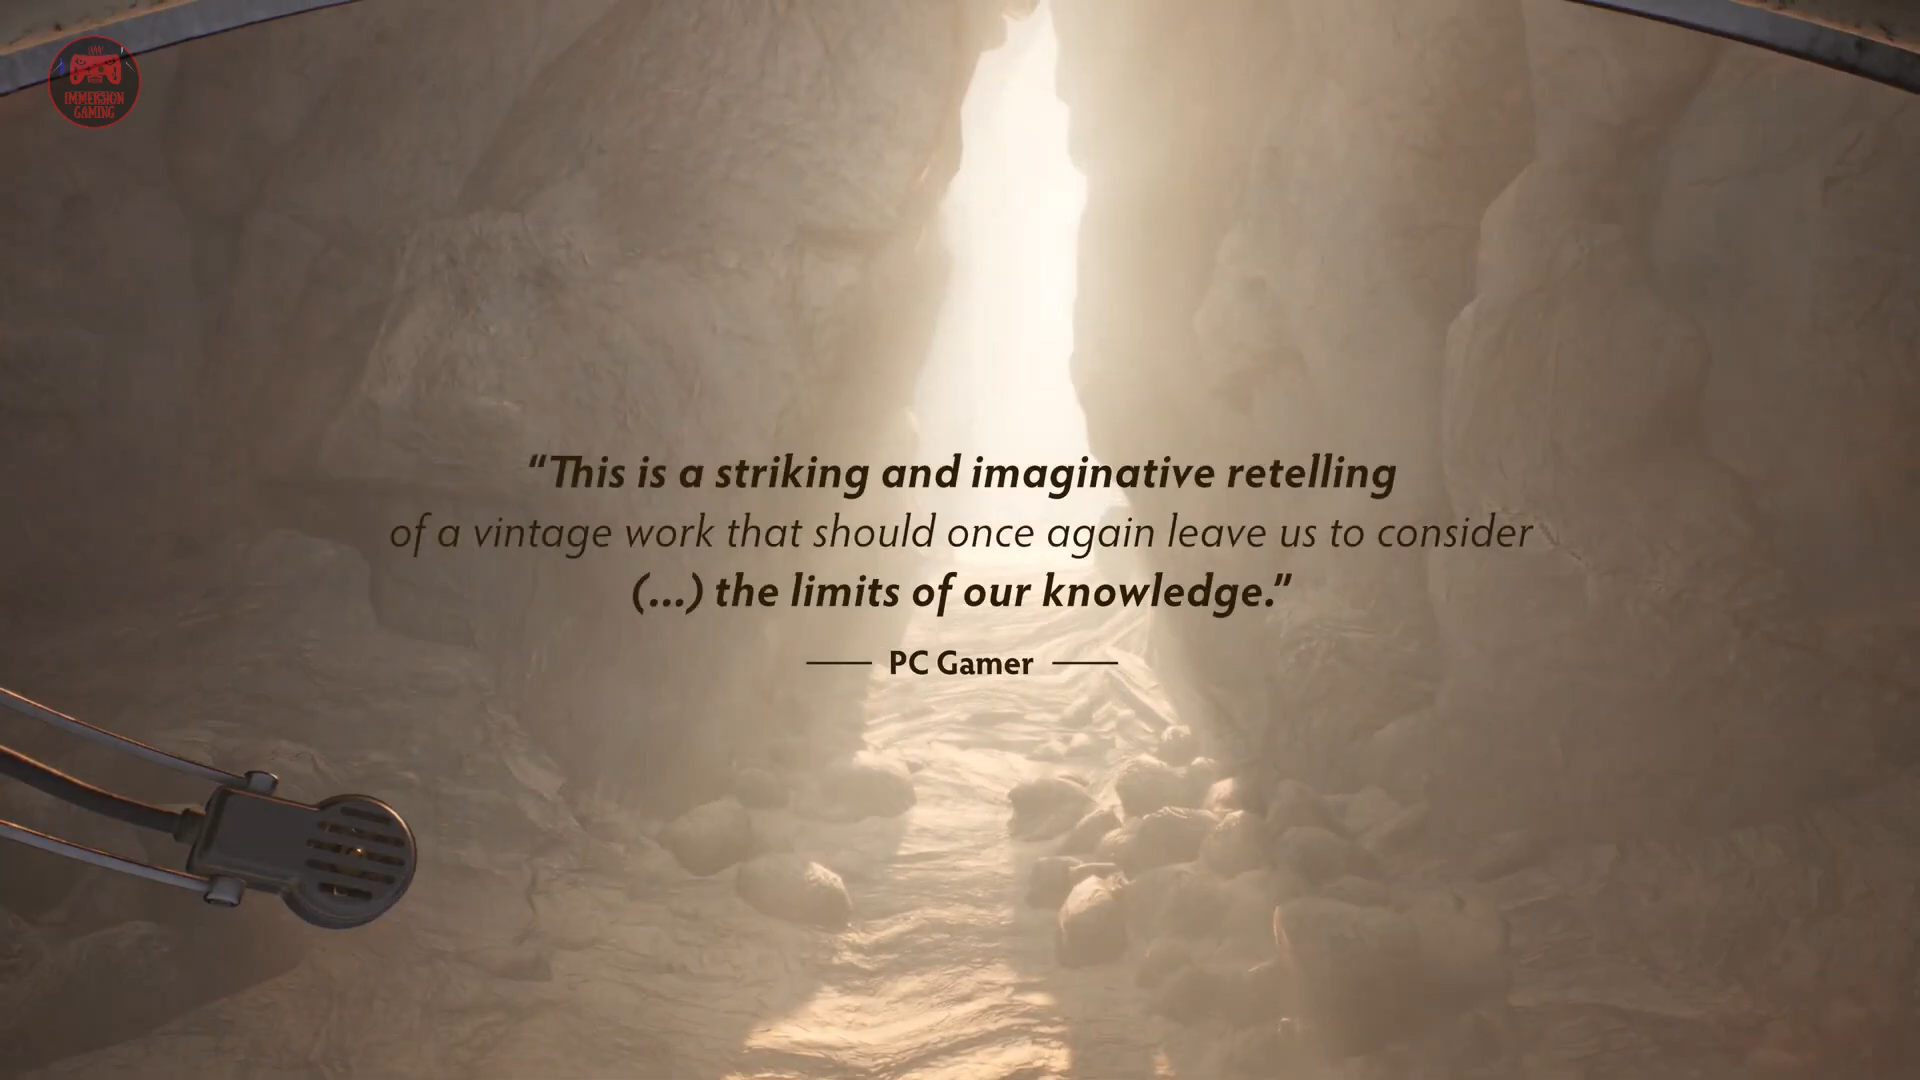 IMMERSION
GAMING
“This is a striking and imaginative retelling
of a vintage work that should once again leave us to consider
(...) the limits of our knowledge.”
PC Gamer